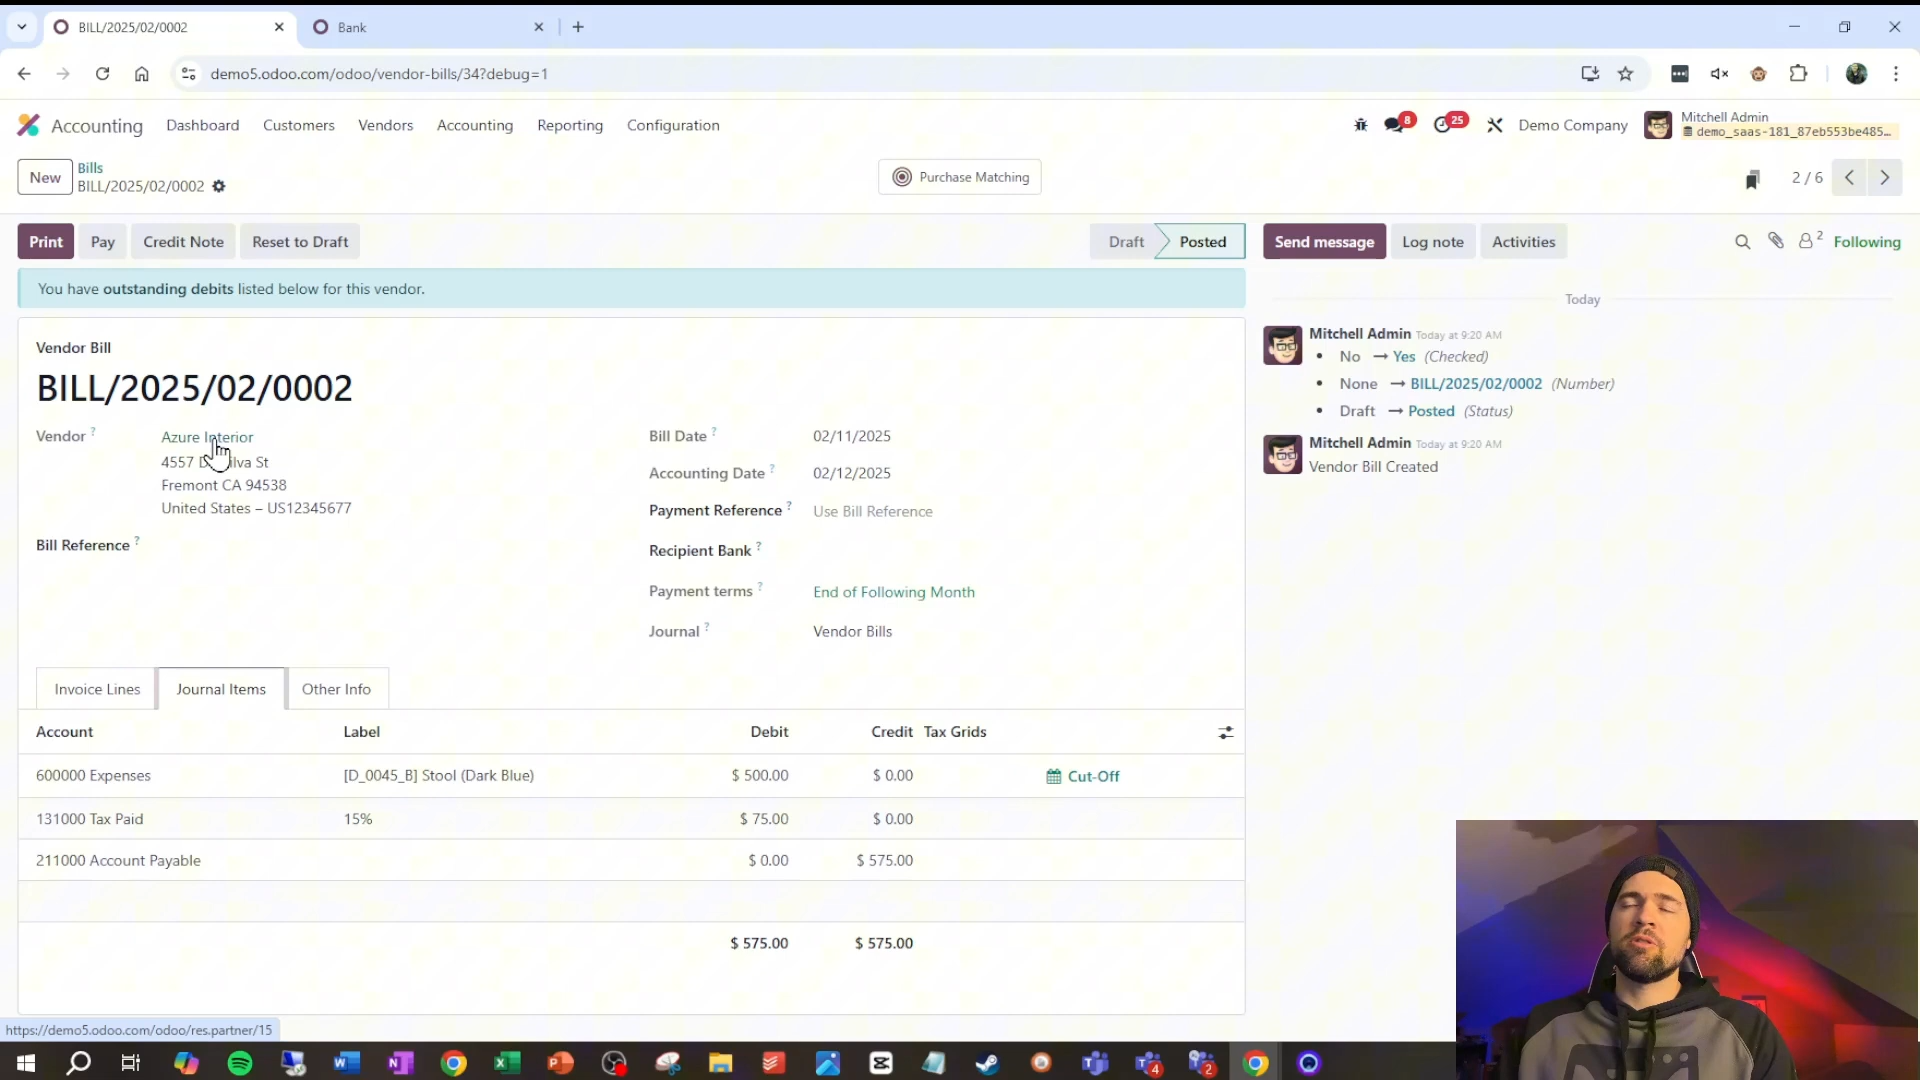 BILL/2025/02/0002
Bank
demo5.odoo.com/odoo/vendor-bills/34?debug=1
Accounting
Dashboard
Customers
Vendors
Accounting
Reporting
Configuration
8
25
Demo Company
Mitchell Admin
demo_saas-181_87eb553be485...
New
Bills
BILL/2025/02/0002
Purchase Matching
2 / 6
Print
Pay
Credit Note
Reset to Draft
Draft
Posted
Send message
Log note
Activities
2
Following
You have outstanding debits listed below for this vendor.
Today
Vendor Bill
BILL/2025/02/0002
Vendor ?
Azure Interior
4557 D
ilva St
Fremont CA 94538
United States – US12345677
Bill Reference ?
Bill Date ?
02/11/2025
Accounting Date ?
02/12/2025
Payment Reference ?
Use Bill Reference
Recipient Bank ?
Payment terms ?
End of Following Month
Journal ?
Vendor Bills
Mitchell Admin Today at 9:20 AM
No → Yes (Checked)
None → BILL/2025/02/0002 (Number)
Draft → Posted (Status)
Mitchell Admin Today at 9:20 AM
Vendor Bill Created
Invoice Lines
Journal Items
Other Info
Account Label Debit Credit Tax Grids
600000 Expenses [D_0045_B] Stool (Dark Blue) $ 500.00 $ 0.00 Cut-Off
131000 Tax Paid 15% $ 75.00 $ 0.00
211000 Account Payable $ 0.00 $ 575.00
$ 575.00 $ 575.00
https://demo5.odoo.com/odoo/res.partner/15
4
2